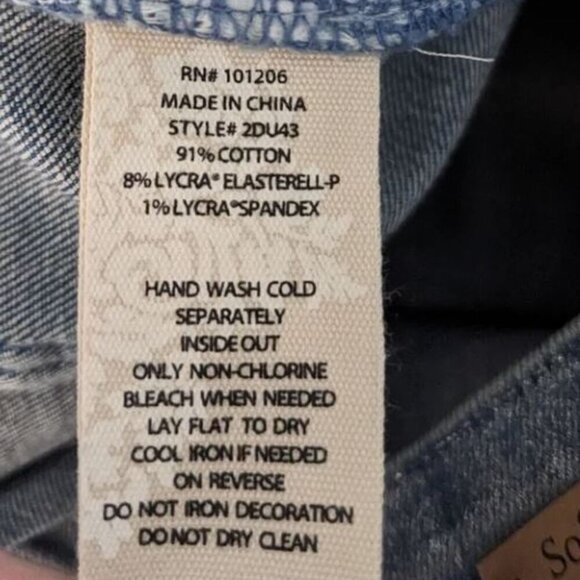 RN# 101206
MADE IN CHINA
STYLE# 2DU43
91% COTTON
8% LYCRA® ELASTERELL-P
1% LYCRA®SPANDEX
HAND WASH COLD
SEPARATELY
INSIDE OUT
ONLY NON-CHLORINE
BLEACH WHEN NEEDED
LAY FLAT TO DRY
COOL IRON IF NEEDED
ON REVERSE
DO NOT IRON DECORATION
DO NOT DRY CLEAN